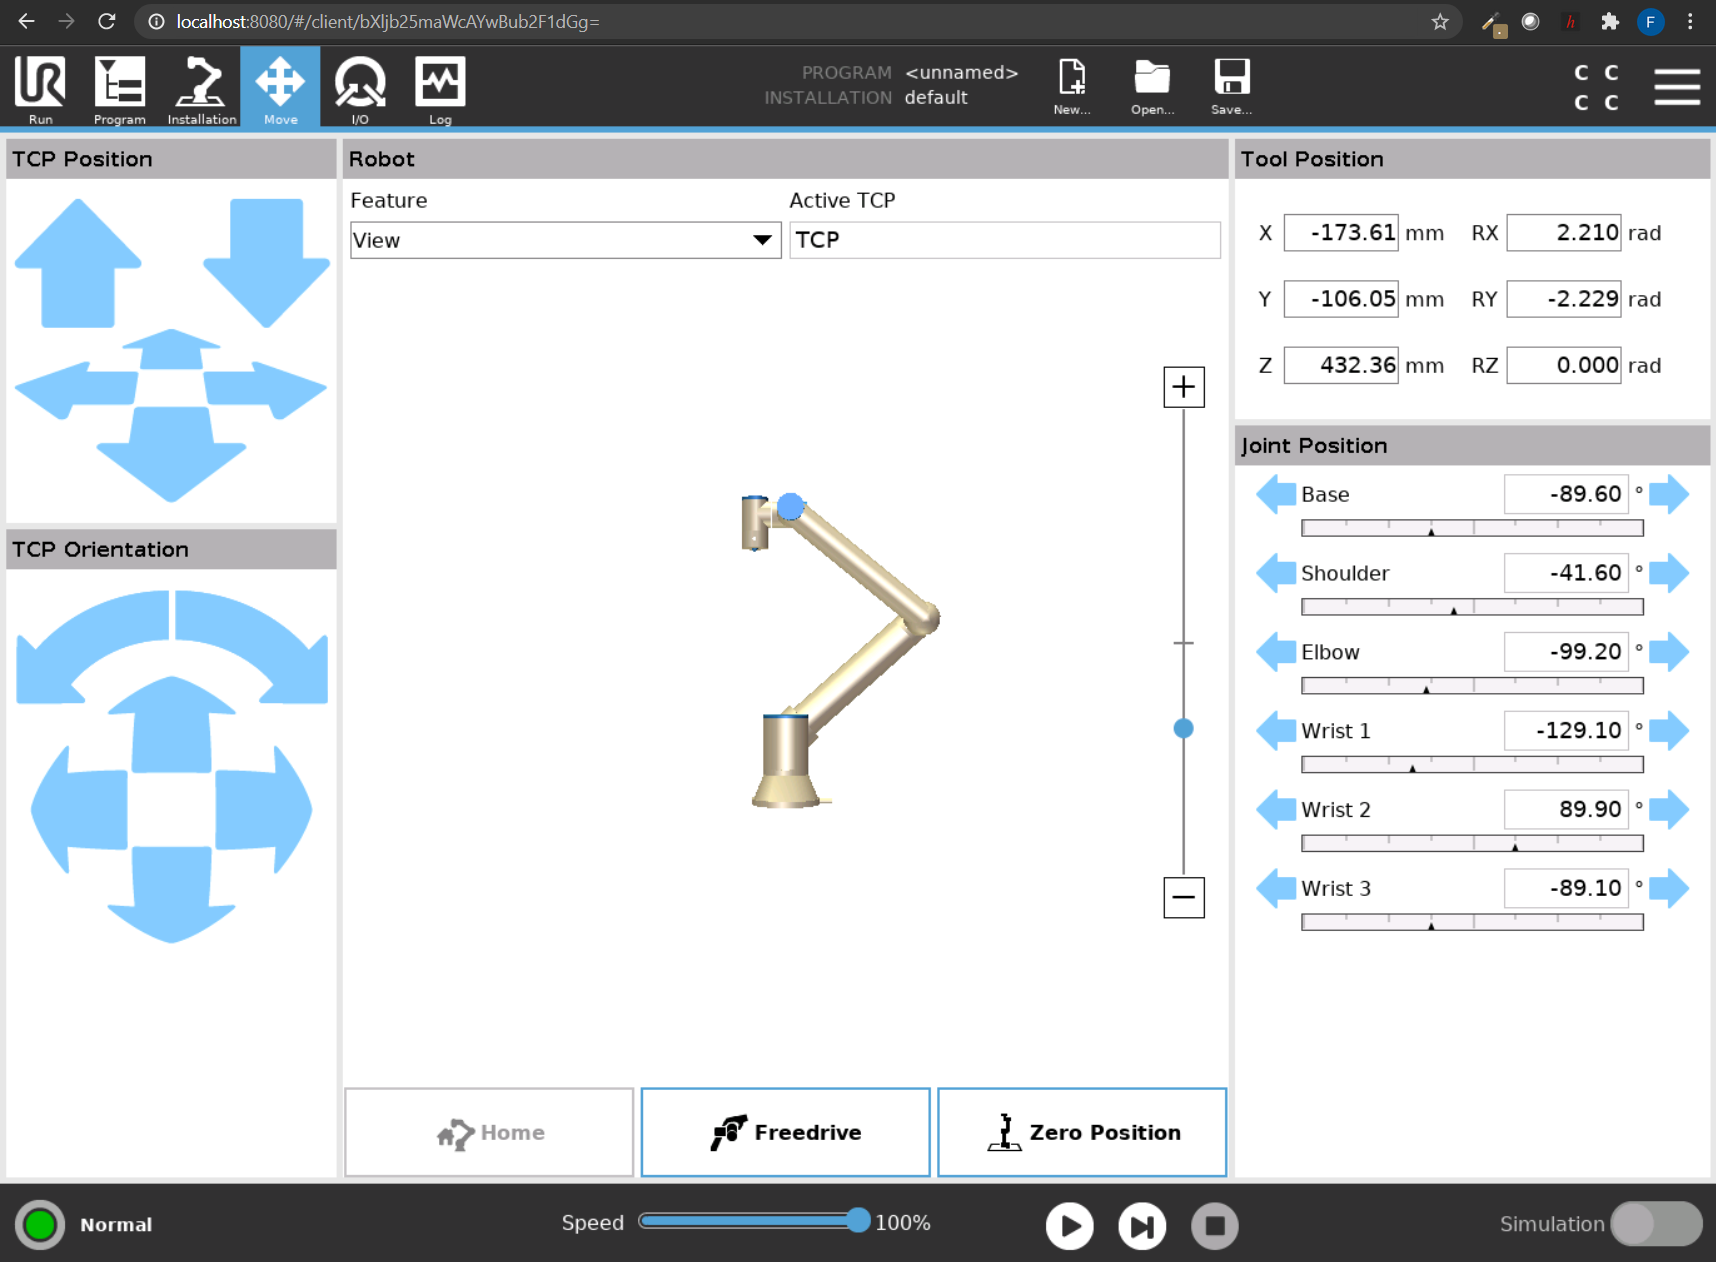 localhost:8080/#/client/bXljb25maWcAYwBub2F1dGg=
h
F
UR
Run
Program
Installation
Move
I/O
Log
PROGRAM <unnamed>
INSTALLATION default
New...
Open...
Save...
C C
C C
TCP Position
TCP Orientation
Robot
Feature
Active TCP
View
TCP
+
−
Home
Freedrive
Zero Position
Tool Position
X -173.61 mm RX 2.210 rad
Y -106.05 mm RY -2.229 rad
Z 432.36 mm RZ 0.000 rad
Joint Position
Base -89.60 °
Shoulder -41.60 °
Elbow -99.20 °
Wrist 1 -129.10 °
Wrist 2 89.90 °
Wrist 3 -89.10 °
Normal
Speed 100%
Simulation